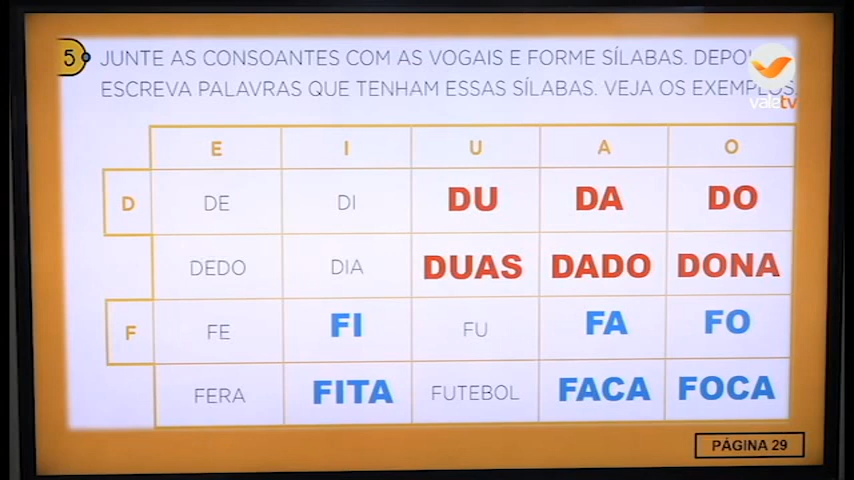 5 JUNTE AS CONSOANTES COM AS VOGAIS E FORME SÍLABAS.
ESCREVA PALAVRAS QUE TENHAM ESSAS SÍLABAS. VEJA OS EXEMPLOS.
valetv
E I U A O
D DE DI DU DA DO
DEDO DIA DUAS DADO DONA
F FE FI FU FA FO
FERA FITA FUTEBOL FACA FOCA
PÁGINA 29